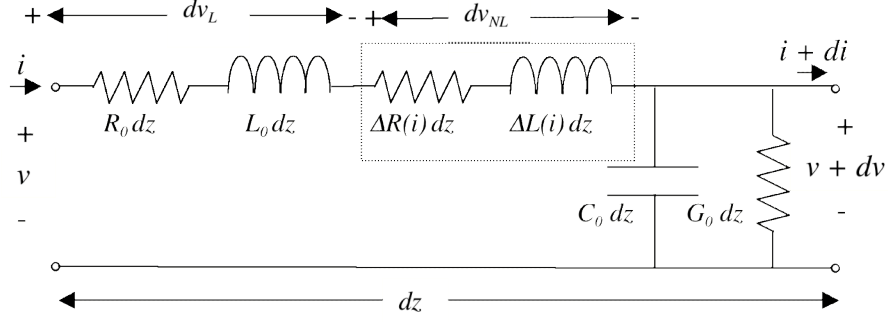 + dv_L - + dv_NL -
i i + di
R_0 dz L_0 dz ΔR(i) dz ΔL(i) dz
+ +
v v + dv
C_0 dz G_0 dz
- -
dz